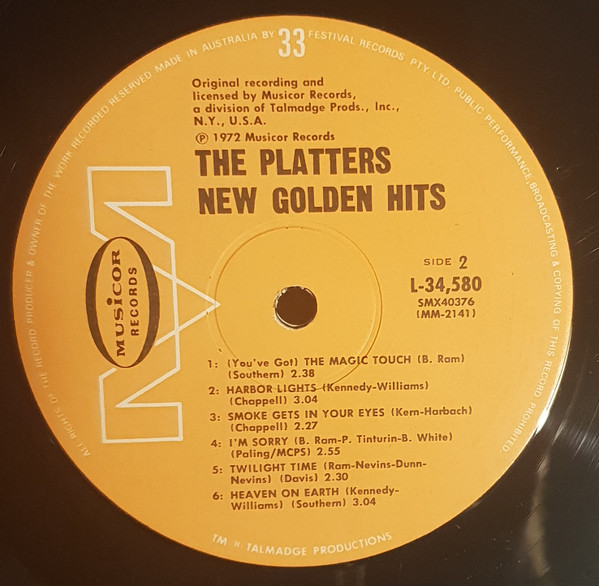 ALL RIGHTS OF THE RECORD PRODUCER & OWNER OF THE WORK RECORDED RESERVED MADE IN AUSTRALIA BY FESTIVAL RECORDS PTY. LTD. PUBLIC PERFORMANCE, BROADCASTING & COPYING OF THIS RECORD PROHIBITED
33
Original recording and
licensed by Musicor Records,
a division of Talmadge Prods., Inc.,
N.Y., U.S.A.
℗ 1972 Musicor Records
THE PLATTERS
NEW GOLDEN HITS
MUSICOR
RECORDS
SIDE 2
L-34,580
SMX40376
(MM-2141)
1: (You've Got) THE MAGIC TOUCH (B. Ram)
(Southern) 2.38
2: HARBOR LIGHTS (Kennedy-Williams)
(Chappell) 3.04
3: SMOKE GETS IN YOUR EYES (Kern-Harbach)
(Chappell) 2.27
4: I'M SORRY (B. Ram-P. Tinturin-B. White)
(Paling/MCPS) 2.55
5: TWILIGHT TIME (Ram-Nevins-Dunn-
Nevins) (Davis) 2.30
6: HEAVEN ON EARTH (Kennedy-
Williams) (Southern) 3.04
TM TALMADGE PRODUCTIONS